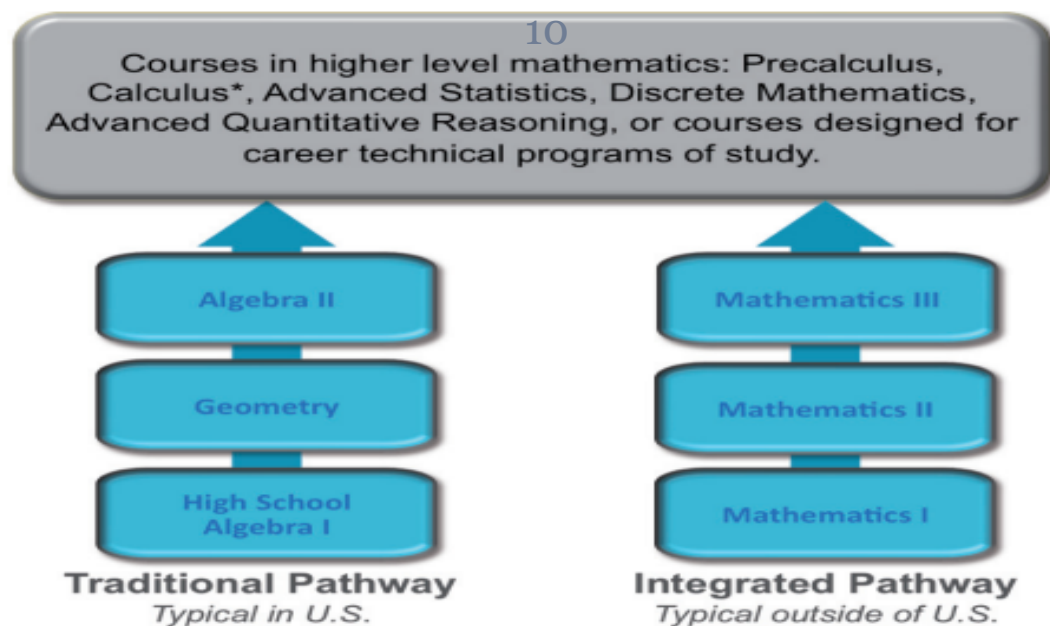 10
Courses in higher level mathematics: Precalculus,
Calculus*, Advanced Statistics, Discrete Mathematics,
Advanced Quantitative Reasoning, or courses designed for
career technical programs of study.
Algebra II
Geometry
High School
Algebra I
Traditional Pathway
Typical in U.S.
Mathematics III
Mathematics II
Mathematics I
Integrated Pathway
Typical outside of U.S.